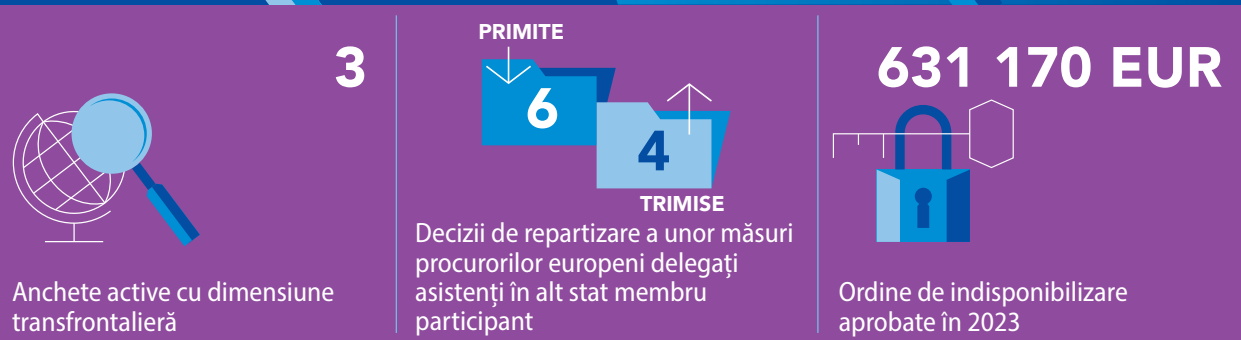 3
Anchete active cu dimensiune
transfrontalieră
PRIMITE
6
4
TRIMISE
Decizii de repartizare a unor măsuri
procurorilor europeni delegați
asistenți în alt stat membru
participant
631 170 EUR
Ordine de indisponibilizare
aprobate în 2023